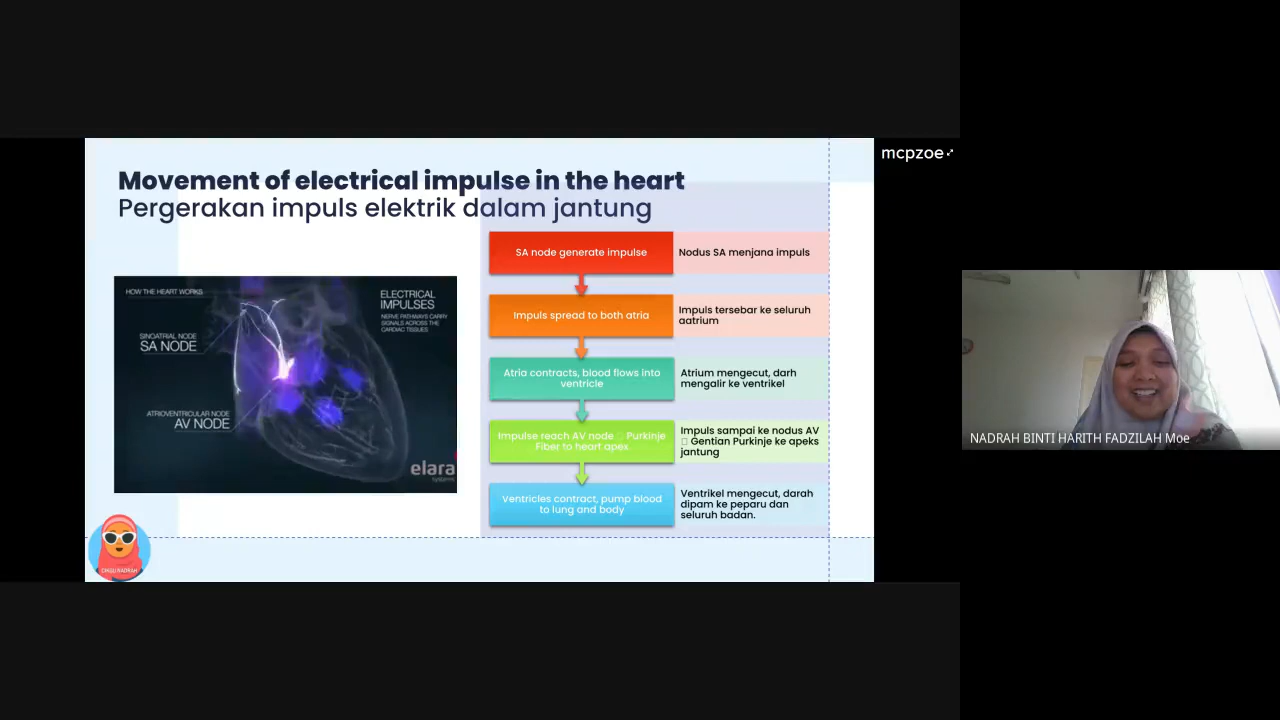 Movement of electrical impulse in the heart
Pergerakan impuls elektrik dalam jantung
mcpzoe
HOW THE HEART WORKS
ELECTRICAL
IMPULSES
NERVE PATHWAYS CARRY
SIGNALS ACROSS THE
CARDIAC TISSUES
SINOATRIAL NODE
SA NODE
ATRIOVENTRICULAR NODE
AV NODE
elara
systems
SA node generate impulse
Nodus SA menjana impuls
Impuls spread to both atria
Impuls tersebar ke seluruh
aatrium
Atria contracts, blood flows into
ventricle
Atrium mengecut, darh
mengalir ke ventrikel
Impulse reach AV node □ Purkinje
Fiber to heart apex
Impuls sampai ke nodus AV
□ Gentian Purkinje ke apeks
jantung
Ventricles contract, pump blood
to lung and body
Ventrikel mengecut, darah
dipam ke peparu dan
seluruh badan.
CIKGU NADRAH
NADRAH BINTI HARITH FADZILAH Moe